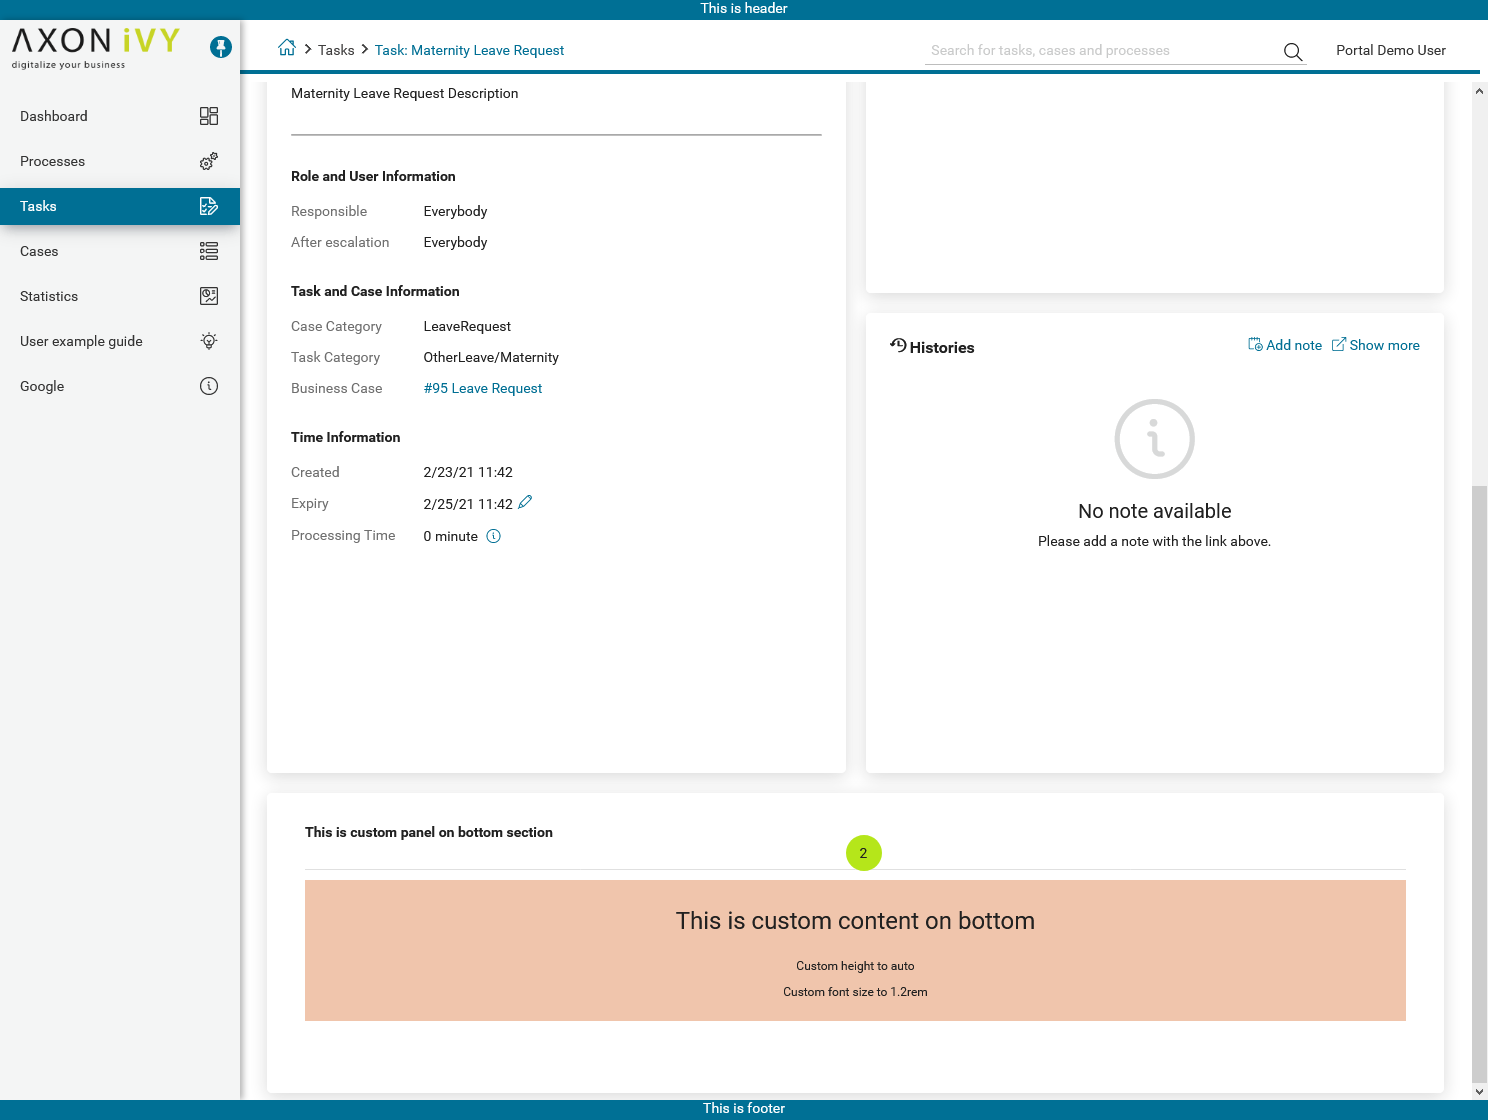 This is header
AXON iVY
digitalize your business
Tasks
Task: Maternity Leave Request
Search for tasks, cases and processes
Portal Demo User
Dashboard
Processes
Tasks
Cases
Statistics
User example guide
Google
Maternity Leave Request Description
Role and User Information
Responsible Everybody
After escalation Everybody
Task and Case Information
Case Category LeaveRequest
Task Category OtherLeave/Maternity
Business Case #95 Leave Request
Time Information
Created 2/23/21 11:42
Expiry 2/25/21 11:42
Processing Time 0 minute
Histories
Add note Show more
No note available
Please add a note with the link above.
This is custom panel on bottom section
2
This is custom content on bottom
Custom height to auto
Custom font size to 1.2rem
This is footer